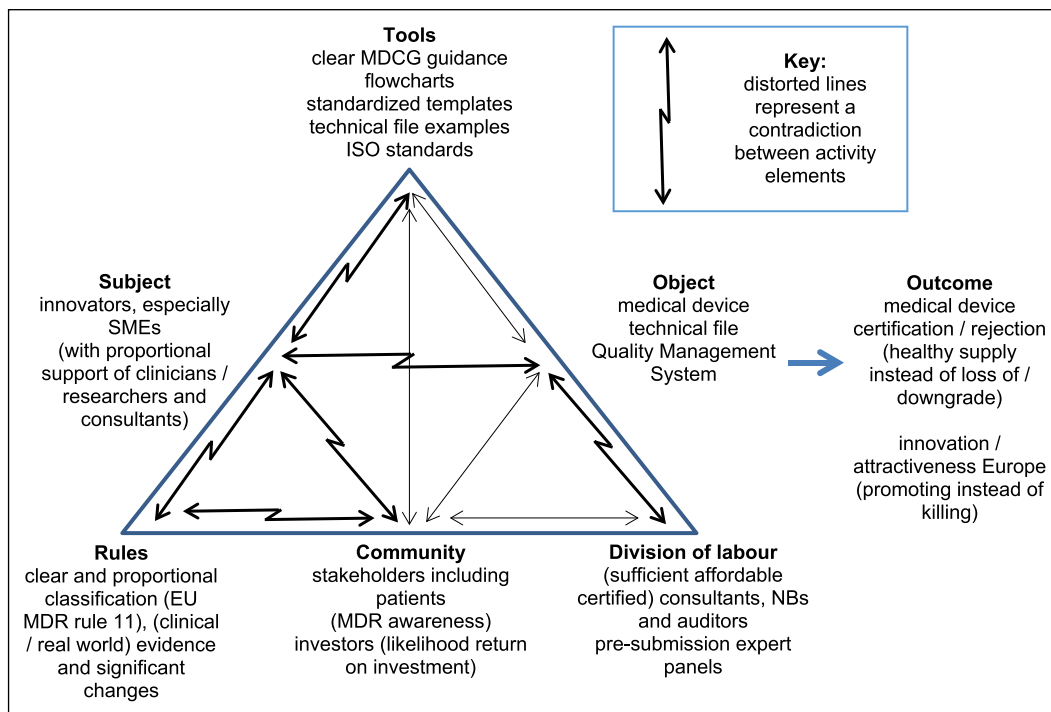 Tools
clear MDCG guidance
flowcharts
standardized templates
technical file examples
ISO standards
Key:
distorted lines
represent a
contradiction
between activity
elements
Subject
innovators, especially
SMEs
(with proportional
support of clinicians /
researchers and
consultants)
Object
medical device
technical file
Quality Management
System
Outcome
medical device
certification / rejection
(healthy supply
instead of loss of /
downgrade)
innovation /
attractiveness Europe
(promoting instead of
killing)
Rules
clear and proportional
classification (EU
MDR rule 11), (clinical
/ real world) evidence
and significant
changes
Community
stakeholders including
patients
(MDR awareness)
investors (likelihood return
on investment)
Division of labour
(sufficient affordable
certified) consultants, NBs
and auditors
pre-submission expert
panels